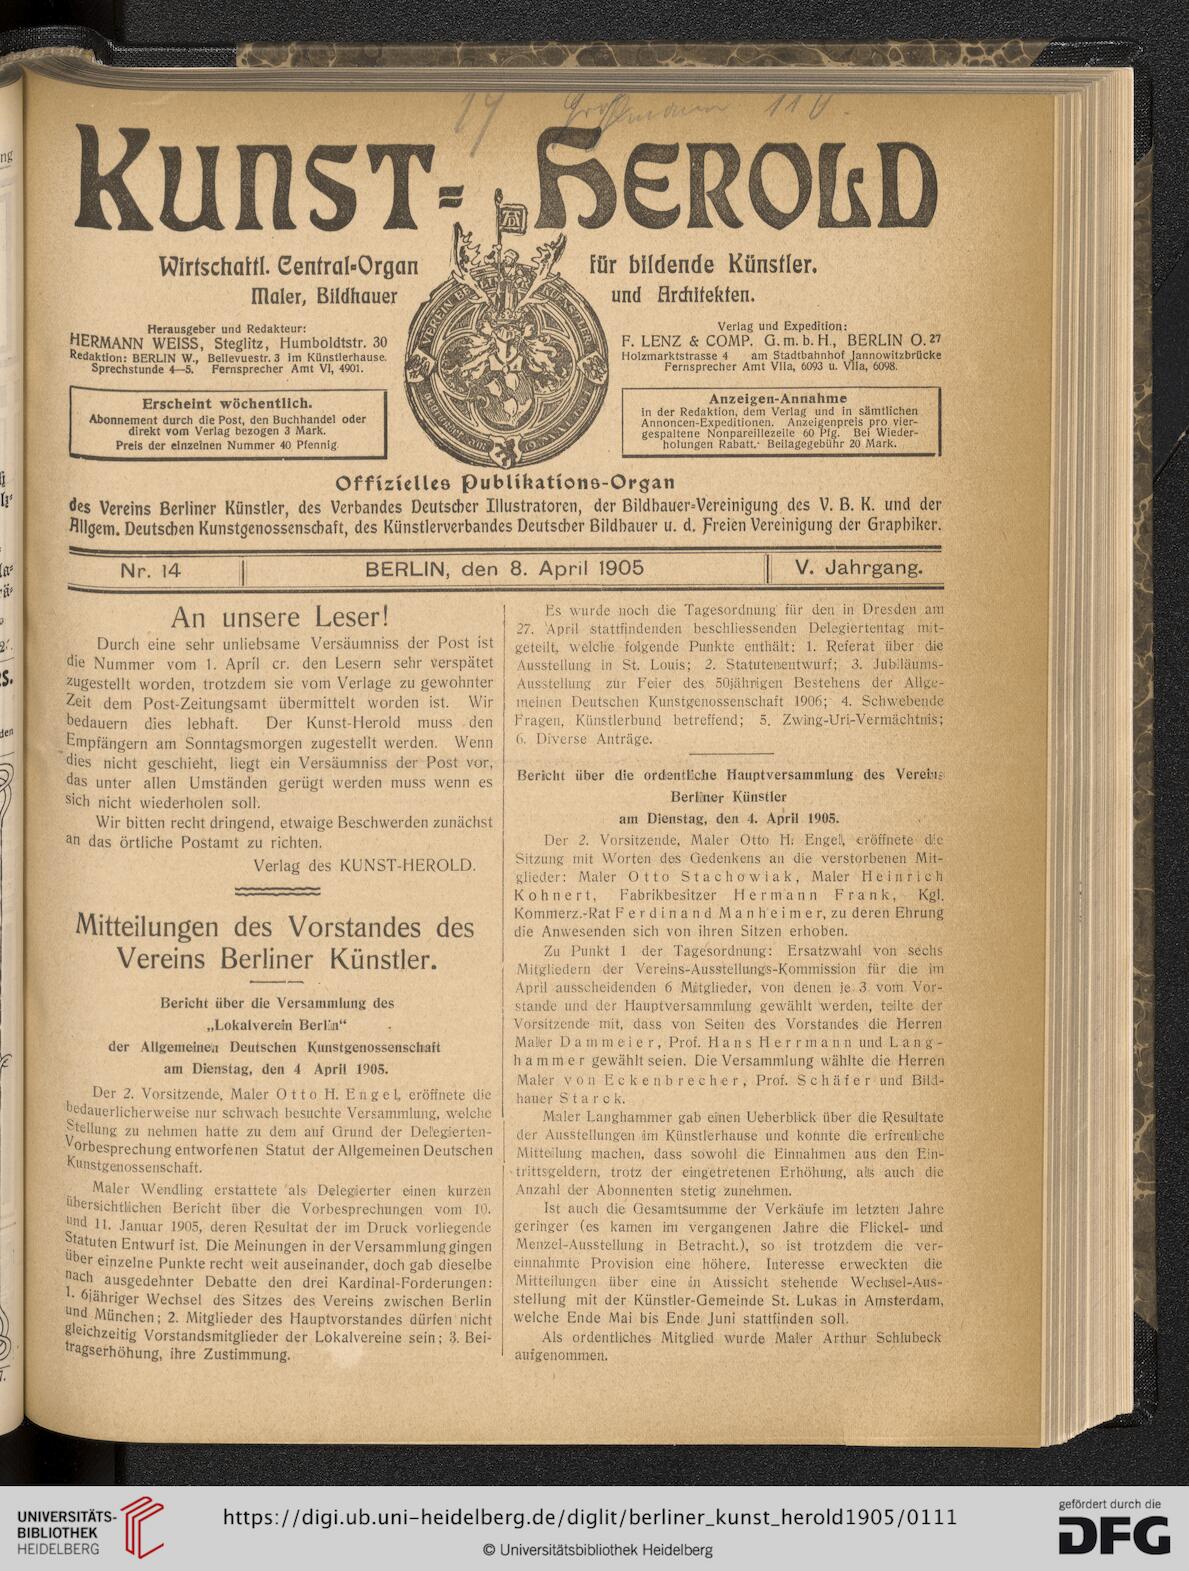 Kunst-Herold
Wirtschaftl. Central-Organ für bildende Künstler.
Maler, Bildhauer und Architekten.
Herausgeber und Redakteur:
HERMANN WEISS, Steglitz, Humboldtstr. 30
Redaktion: BERLIN W., Bellevuestr. 3 im Künstlerhause.
Sprechstunde 4—5. Fernsprecher Amt VI, 4901.
Erscheint wöchentlich.
Abonnement durch die Post, den Buchhandel oder
direkt vom Verlag bezogen 3 Mark.
Preis der einzelnen Nummer 40 Pfennig
Verlag und Expedition:
F. LENZ & COMP. G. m. b. H., BERLIN O. 27
Holzmarktstrasse 4 am Stadtbahnhof Jannowitzbrücke
Fernsprecher Amt VIIa, 6093 u. VIIa, 6098.
Anzeigen-Annahme
in der Redaktion, dem Verlag und in sämtlichen
Annoncen-Expeditionen. Anzeigenpreis pro vier-
gespaltene Nonpareillezeile 60 Pfg. Bei Wieder-
holungen Rabatt. Beilagegebühr 20 Mark.
Offizielles Publikations-Organ
des Vereins Berliner Künstler, des Verbandes Deutscher Illustratoren, der Bildhauer-Vereinigung des V. B. K. und der
Allgem. Deutschen Kunstgenossenschaft, des Künstlerverbandes Deutscher Bildhauer u. d. Freien Vereinigung der Graphiker.
Nr. 14 BERLIN, den 8. April 1905 V. Jahrgang.
An unsere Leser!
Durch eine sehr unliebsame Versäumniss der Post ist
die Nummer vom 1. April cr. den Lesern sehr verspätet
zugestellt worden, trotzdem sie vom Verlage zu gewohnter
Zeit dem Post-Zeitungsamt übermittelt worden ist. Wir
bedauern dies lebhaft. Der Kunst-Herold muss den
Empfängern am Sonntagsmorgen zugestellt werden. Wenn
dies nicht geschieht, liegt ein Versäumniss der Post vor,
das unter allen Umständen gerügt werden muss wenn es
sich nicht wiederholen soll.
Wir bitten recht dringend, etwaige Beschwerden zunächst
an das örtliche Postamt zu richten.
Verlag des KUNST-HEROLD.
Mitteilungen des Vorstandes des
Vereins Berliner Künstler.
Bericht über die Versammlung des
„Lokalverein Berlin“
der Allgemeinen Deutschen Kunstgenossenschaft
am Dienstag, den 4 April 1905.
Der 2. Vorsitzende, Maler Otto H. Engel, eröffnete die
bedauerlicherweise nur schwach besuchte Versammlung, welche
Stellung zu nehmen hatte zu dem auf Grund der Delegierten-
Vorbesprechung entworfenen Statut der Allgemeinen Deutschen
Kunstgenossenschaft.
Maler Wendling erstattete als Delegierter einen kurzen
übersichtlichen Bericht über die Vorbesprechungen vom 10.
und 11. Januar 1905, deren Resultat der im Druck vorliegende
Statuten Entwurf ist. Die Meinungen in der Versammlung gingen
über einzelne Punkte recht weit auseinander, doch gab dieselbe
nach ausgedehnter Debatte den drei Kardinal-Forderungen:
1. 6jähriger Wechsel des Sitzes des Vereins zwischen Berlin
und München; 2. Mitglieder des Hauptvorstandes dürfen nicht
gleichzeitig Vorstandsmitglieder der Lokalvereine sein; 3. Bei-
tragserhöhung, ihre Zustimmung.
Es wurde noch die Tagesordnung für den in Dresden am
27. April stattfindenden beschliessenden Delegiertentag mit-
geteilt, welche folgende Punkte enthält: 1. Referat über die
Ausstellung in St. Louis; 2. Statutenentwurf; 3. Jubiläums-
Ausstellung zur Feier des 50jährigen Bestehens der Allge-
meinen Deutschen Kunstgenossenschaft 1906; 4. Schwebende
Fragen, Künstlerbund betreffend; 5. Zwing-Uri-Vermächtnis;
6. Diverse Anträge.
Bericht über die ordentliche Hauptversammlung des Vereins
Berliner Künstler
am Dienstag, den 4. April 1905.
Der 2. Vorsitzende, Maler Otto H. Engel, eröffnete die
Sitzung mit Worten des Gedenkens an die verstorbenen Mit-
glieder: Maler Otto Stachowiak, Maler Heinrich
Kohnert, Fabrikbesitzer Hermann Frank, Kgl.
Kommerz.-Rat Ferdinand Manheimer, zu deren Ehrung
die Anwesenden sich von ihren Sitzen erhoben.
Zu Punkt 1 der Tagesordnung: Ersatzwahl von sechs
Mitgliedern der Vereins-Ausstellungs-Kommission für die im
April ausscheidenden 6 Mitglieder, von denen je 3 vom Vor-
stande und der Hauptversammlung gewählt werden, teilte der
Vorsitzende mit, dass von Seiten des Vorstandes die Herren
Maler Dammeier, Prof. Hans Herrmann und Lang-
hammer gewählt seien. Die Versammlung wählte die Herren
Maler von Eckenbrecher, Prof. Schäfer und Bild-
hauer Starck.
Maler Langhammer gab einen Ueberblick über die Resultate
der Ausstellungen im Künstlerhause und konnte die erfreuliche
Mitteilung machen, dass sowohl die Einnahmen aus den Ein-
trittsgeldern, trotz der eingetretenen Erhöhung, als auch die
Anzahl der Abonnenten stetig zunehmen.
Ist auch die Gesamtsumme der Verkäufe im letzten Jahre
geringer (es kamen im vergangenen Jahre die Flickel- und
Menzel-Ausstellung in Betracht.), so ist trotzdem die ver-
einnahmte Provision eine höhere. Interesse erweckten die
Mitteilungen über eine in Aussicht stehende Wechsel-Aus-
stellung mit der Künstler-Gemeinde St. Lukas in Amsterdam,
welche Ende Mai bis Ende Juni stattfinden soll.
Als ordentliches Mitglied wurde Maler Arthur Schlubeck
aufgenommen.
UNIVERSITÄTS-
BIBLIOTHEK
HEIDELBERG
https://digi.ub.uni-heidelberg.de/diglit/berliner_kunst_herold1905/0111
© Universitätsbibliothek Heidelberg
gefördert durch die
DFG